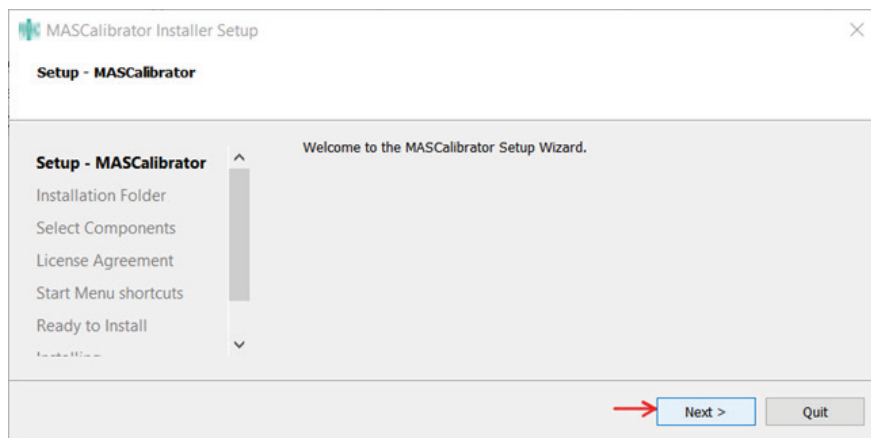 MASCalibrator Installer Setup
Setup - MASCalibrator
Setup - MASCalibrator
Welcome to the MASCalibrator Setup Wizard.
Installation Folder
Select Components
License Agreement
Start Menu shortcuts
Ready to Install
Installing
Next >
Quit